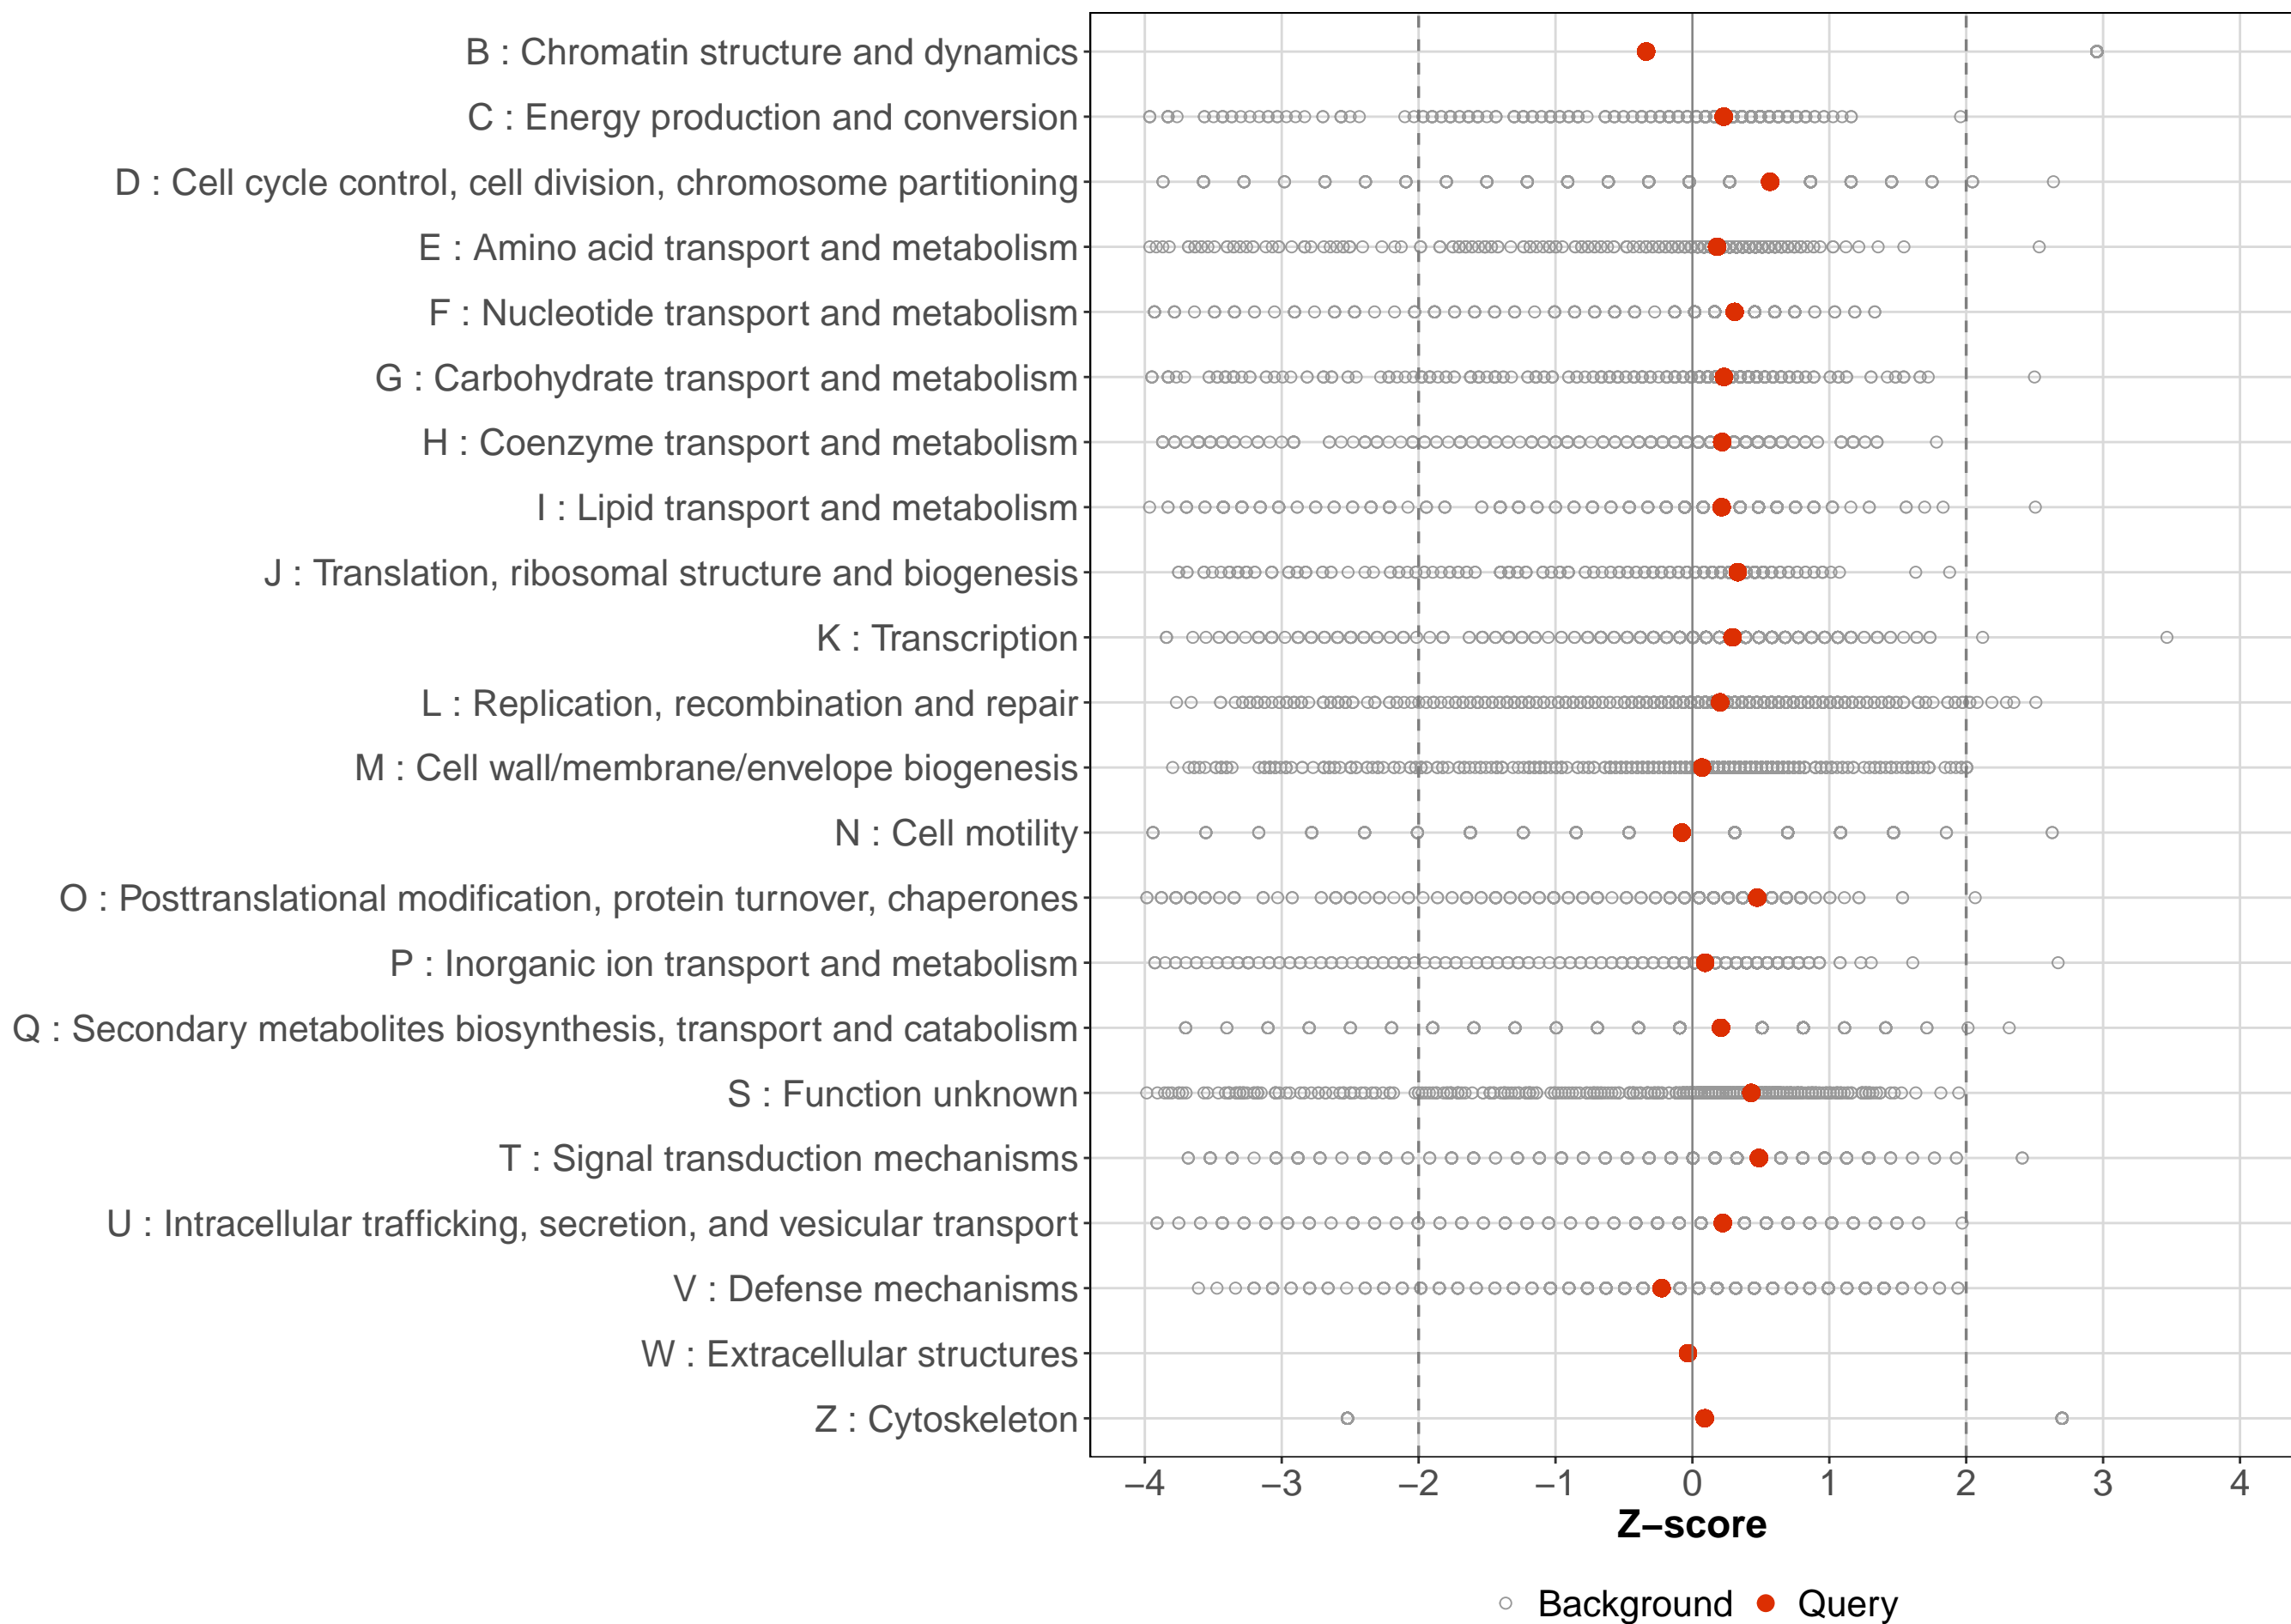 B : Chromatin structure and dynamics
C : Energy production and conversion
D : Cell cycle control, cell division, chromosome partitioning
E : Amino acid transport and metabolism
F : Nucleotide transport and metabolism
G : Carbohydrate transport and metabolism
H : Coenzyme transport and metabolism
I : Lipid transport and metabolism
J : Translation, ribosomal structure and biogenesis
K : Transcription
L : Replication, recombination and repair
M : Cell wall/membrane/envelope biogenesis
N : Cell motility
O : Posttranslational modification, protein turnover, chaperones
P : Inorganic ion transport and metabolism
Q : Secondary metabolites biosynthesis, transport and catabolism
S : Function unknown
T : Signal transduction mechanisms
U : Intracellular trafficking, secretion, and vesicular transport
V : Defense mechanisms
W : Extracellular structures
Z : Cytoskeleton
−4 −3 −2 −1 0 1 2 3 4
Z−score
Background Query